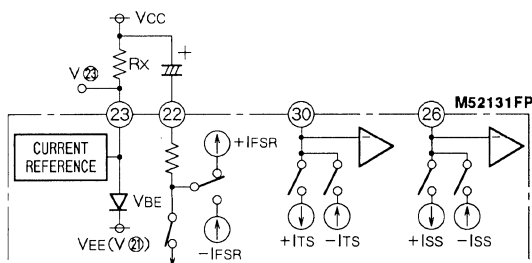 VCC
RX
+
V㉓
M52131FP
23
22
30
26
CURRENT
REFERENCE
+IFSR
VBE
VEE(V㉑)
-IFSR
+ITS
-ITS
+ISS
-ISS